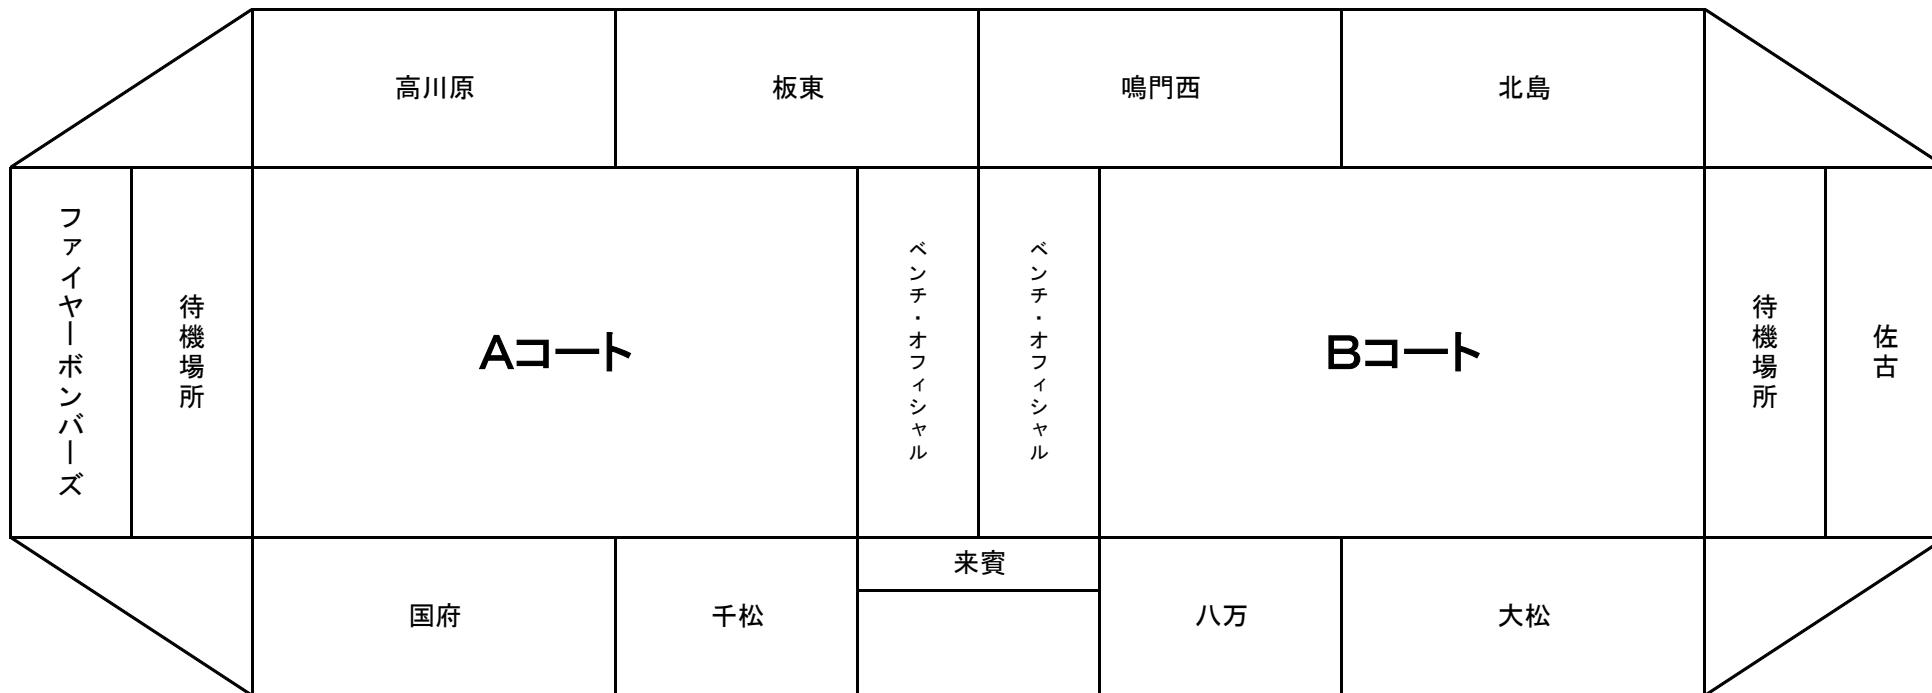 高川原
板東
鳴門西
北島
ファイヤーボンバーズ
待機場所
Aコート
ベンチ・オフィシャル
ベンチ・オフィシャル
Bコート
待機場所
佐古
来賓
国府
千松
八万
大松